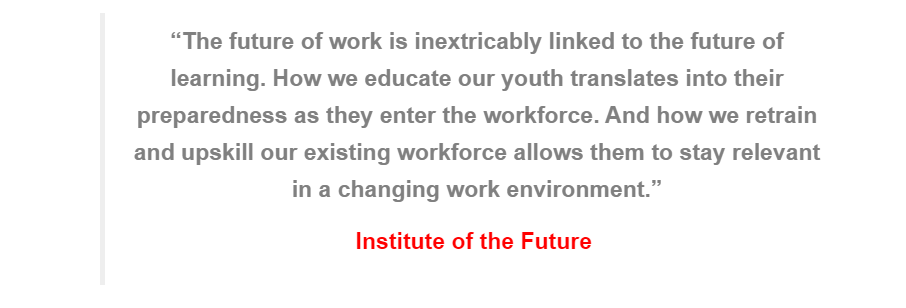 “The future of work is inextricably linked to the future of
learning. How we educate our youth translates into their
preparedness as they enter the workforce. And how we retrain
and upskill our existing workforce allows them to stay relevant
in a changing work environment.”
Institute of the Future